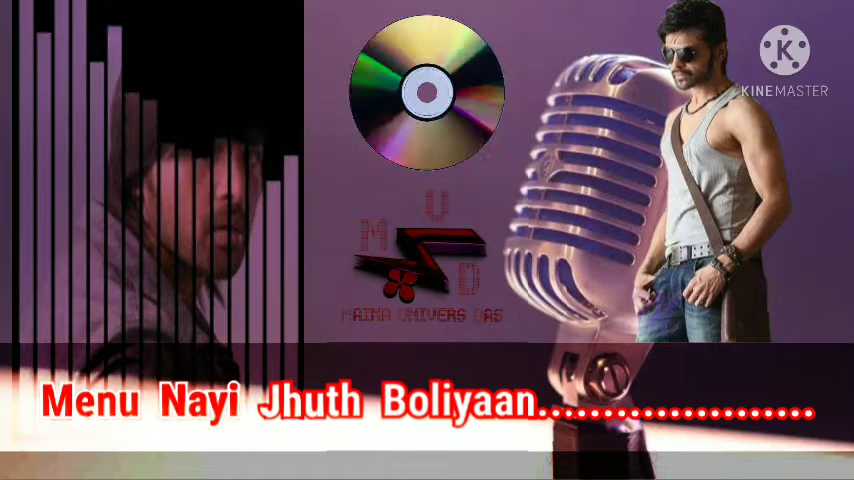 KINEMASTER
M U D
MAINA UNIVERS DAS
Menu Nayi Jhuth Boliyaan.....................